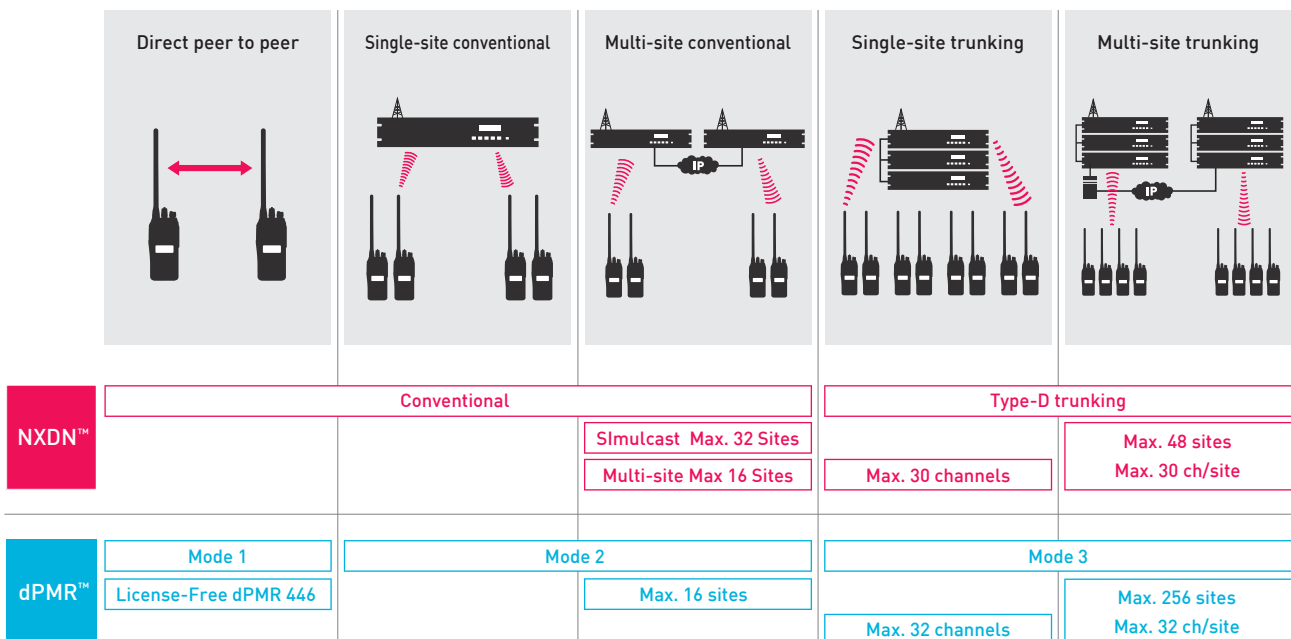 Direct peer to peer
Single-site conventional
Multi-site conventional
Single-site trunking
Multi-site trunking
IP
IP
NXDN™
Conventional
Type-D trunking
SImulcast Max. 32 Sites
Multi-site Max 16 Sites
Max. 30 channels
Max. 48 sites
Max. 30 ch/site
dPMR™
Mode 1
Mode 2
Mode 3
License-Free dPMR 446
Max. 16 sites
Max. 32 channels
Max. 256 sites
Max. 32 ch/site